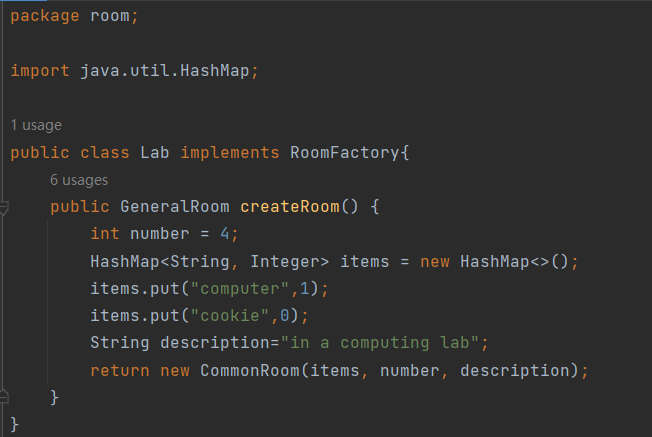 package room;
import java.util.HashMap;
1 usage
public class Lab implements RoomFactory{
6 usages
public GeneralRoom createRoom() {
int number = 4;
HashMap<String, Integer> items = new HashMap<>();
items.put("computer",1);
items.put("cookie",0);
String description="in a computing lab";
return new CommonRoom(items, number, description);
}
}